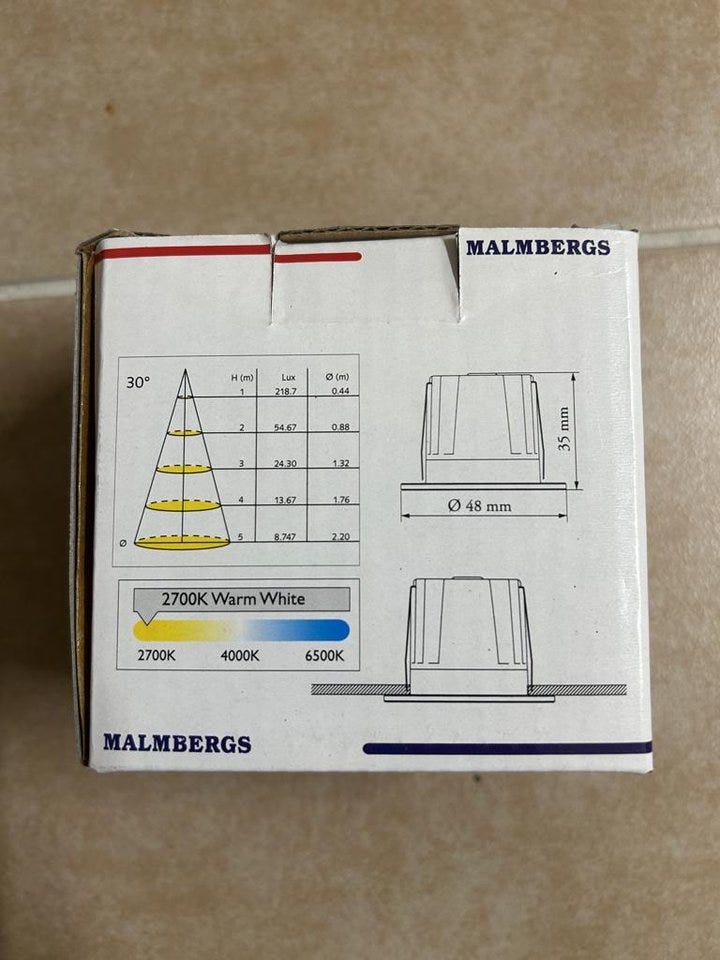 MALMBERGS
30°
H (m) Lux Ø (m)
1 218.7 0.44
2 54.67 0.88
3 24.30 1.32
4 13.67 1.76
Ø 5 8.747 2.20
35 mm
Ø 48 mm
2700K Warm White
2700K 4000K 6500K
MALMBERGS